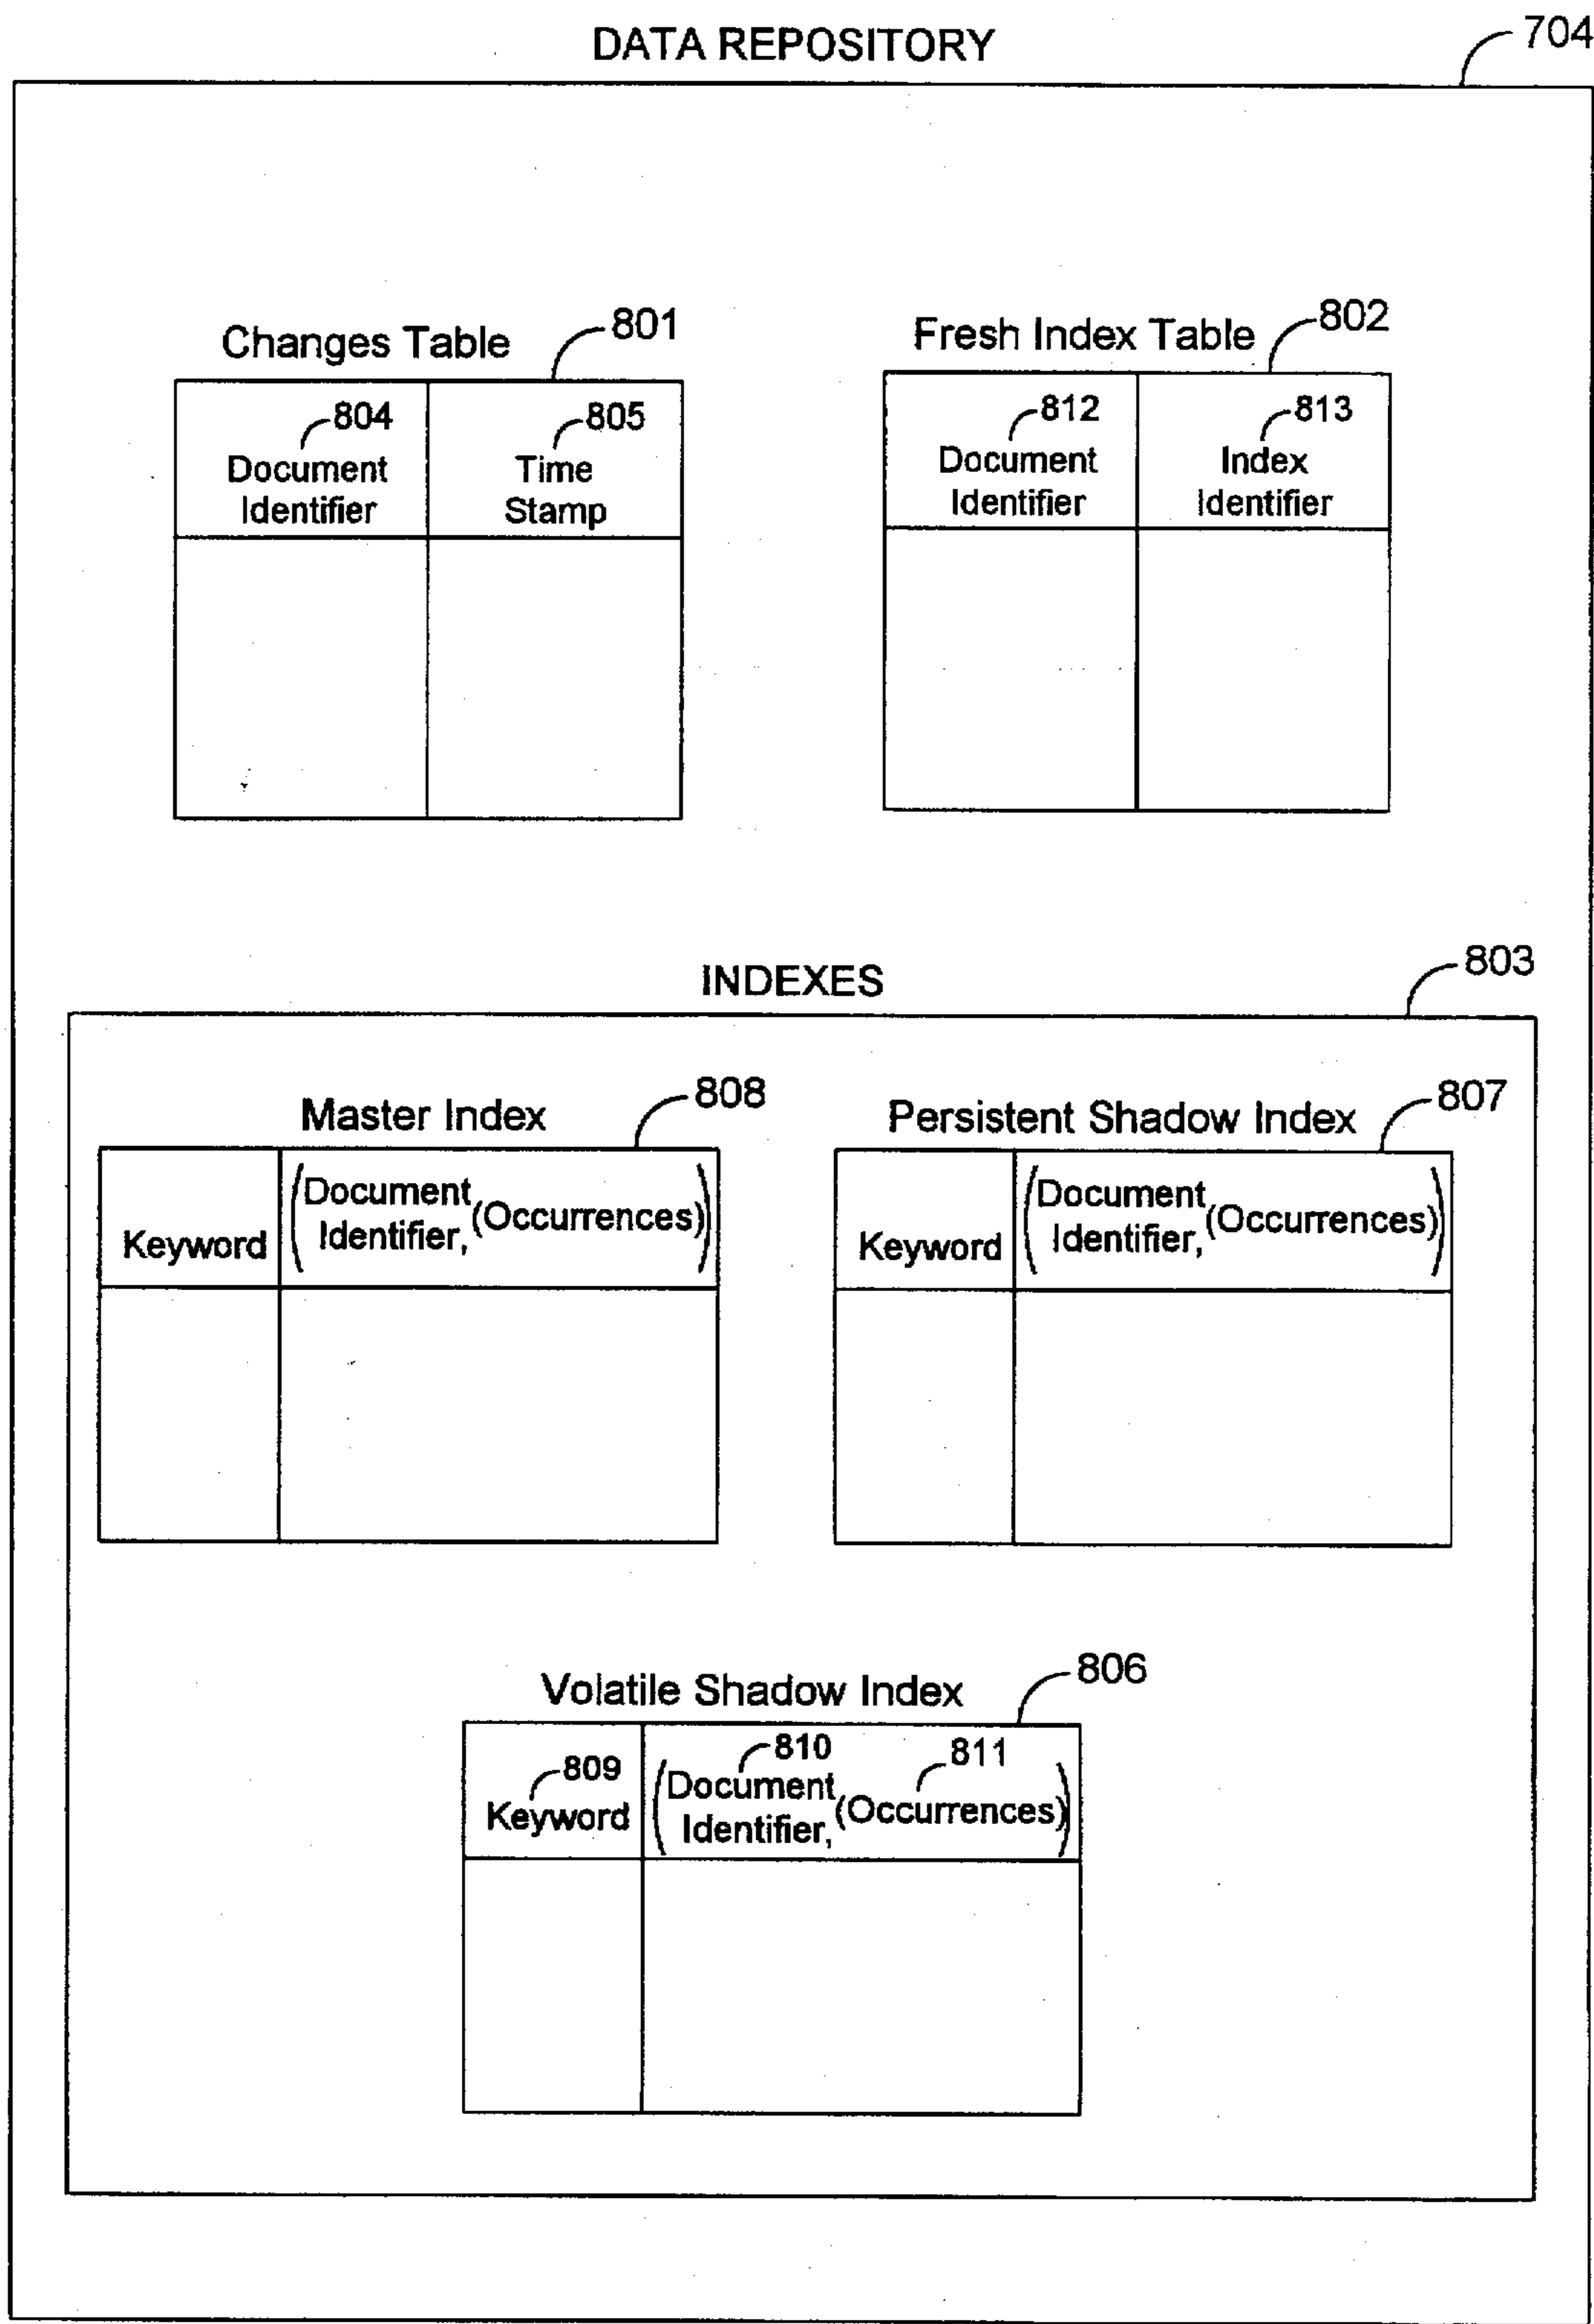 DATA REPOSITORY
704
Changes Table
801
804
805
Document
Identifier
Time
Stamp
Fresh Index Table
802
812
813
Document
Identifier
Index
Identifier
INDEXES
803
Master Index
808
Keyword
(Document
Identifier, (Occurrences))
Persistent Shadow Index
807
Keyword
(Document
Identifier, (Occurrences))
Volatile Shadow Index
806
809
810
811
Keyword
(Document
Identifier, (Occurrences))